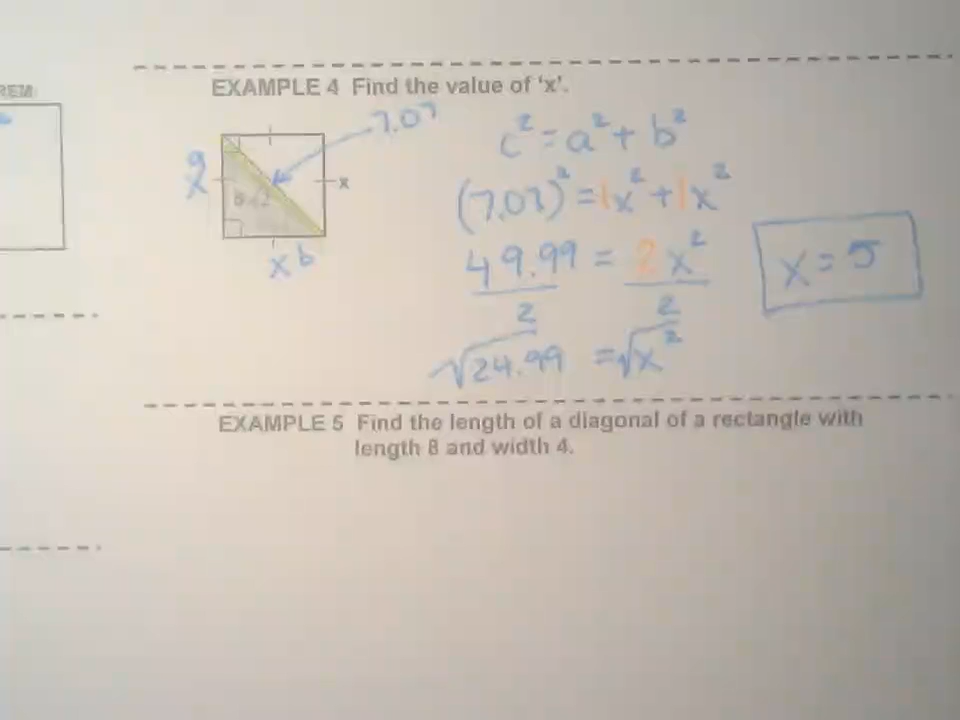 REM
EXAMPLE 4 Find the value of 'x'.
7.07
a
x
x
x b
c² = a² + b²
(7.07)² = 1x² + 1x²
49.99 = 2x²
2 2
√24.99 = √x²
x = 5
EXAMPLE 5 Find the length of a diagonal of a rectangle with
length 8 and width 4.